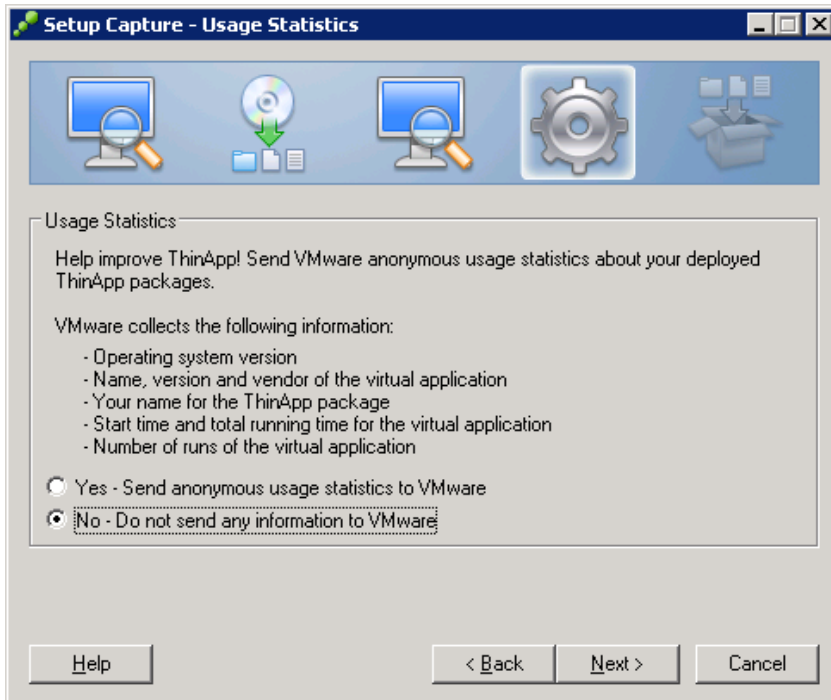 Setup Capture - Usage Statistics
Usage Statistics
Help improve ThinApp! Send VMware anonymous usage statistics about your deployed
ThinApp packages.
VMware collects the following information:
- Operating system version
- Name, version and vendor of the virtual application
- Your name for the ThinApp package
- Start time and total running time for the virtual application
- Number of runs of the virtual application
Yes - Send anonymous usage statistics to VMware
No - Do not send any information to VMware
Help
< Back
Next >
Cancel